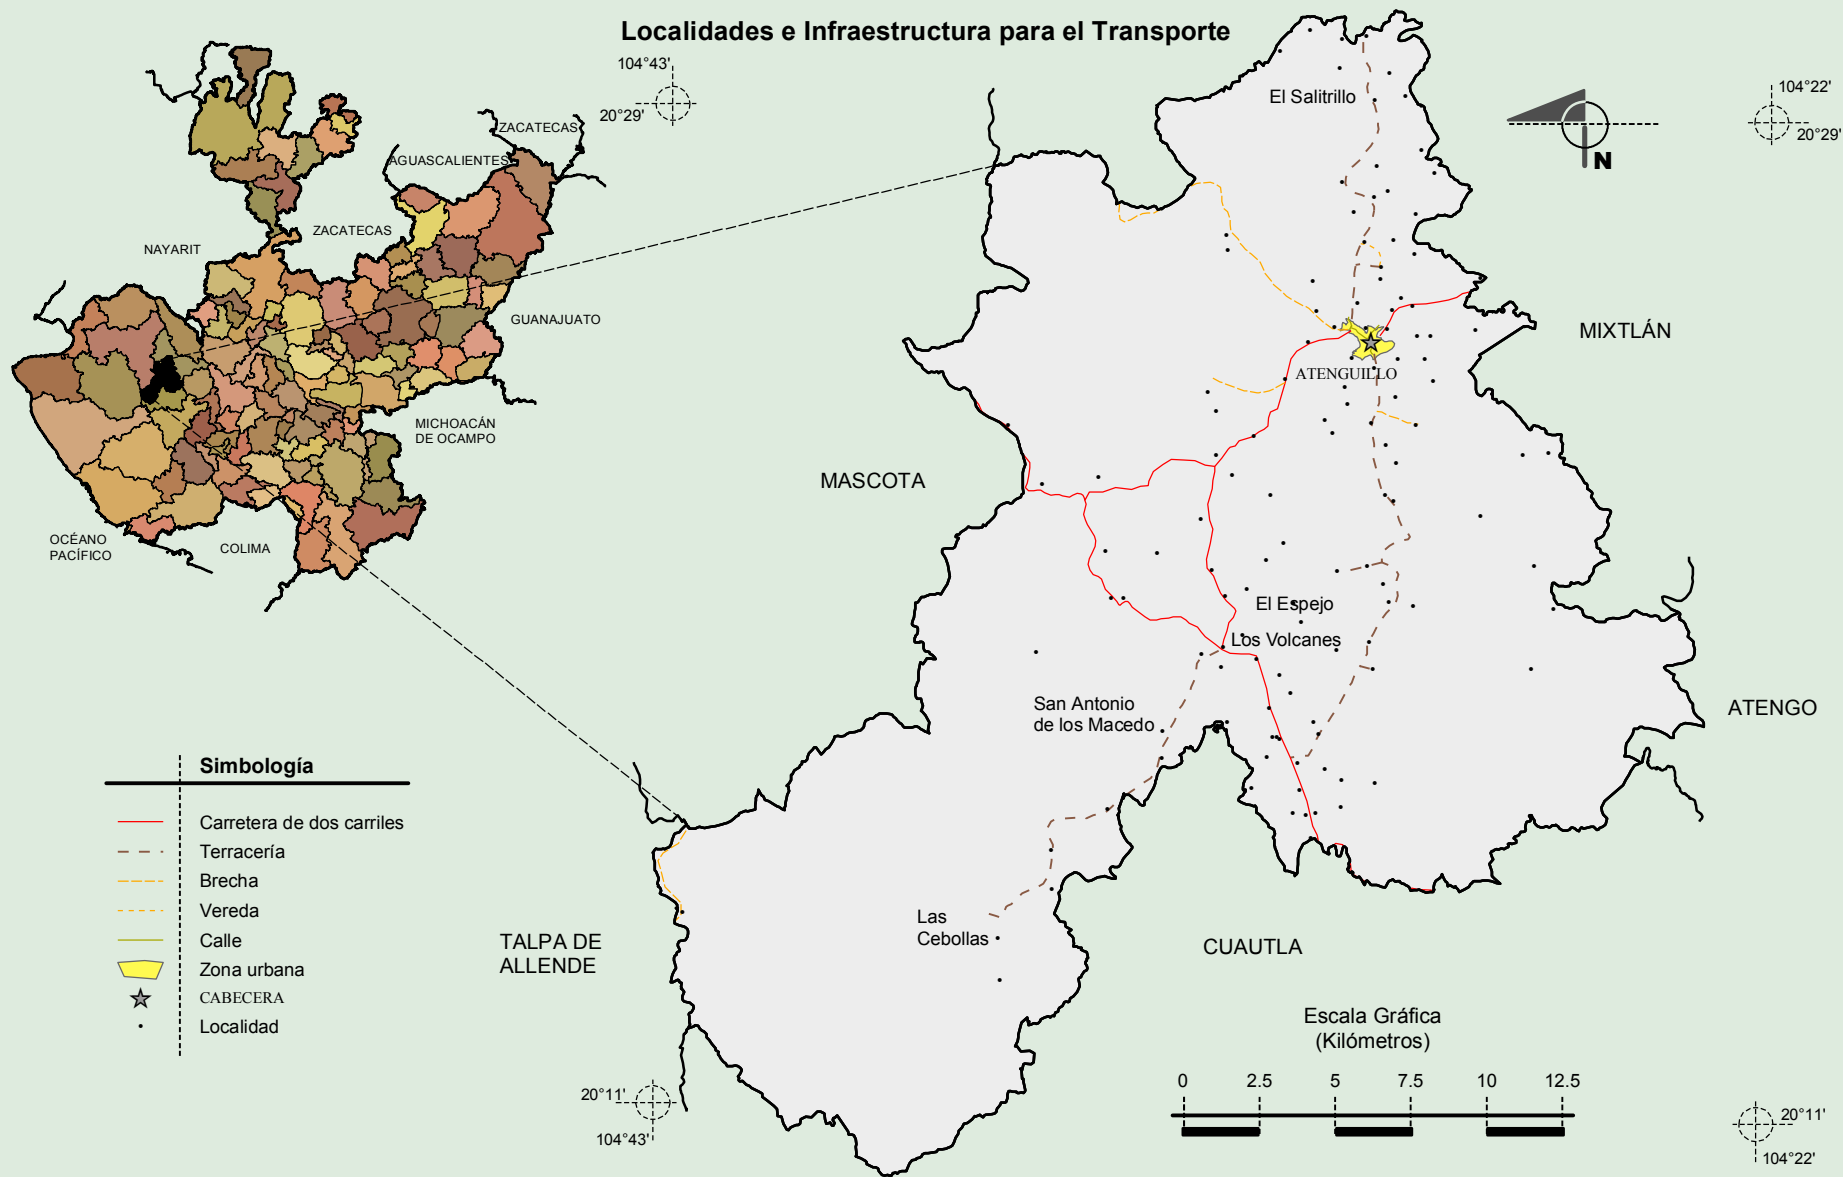 Localidades e Infraestructura para el Transporte
104°43'
20°29'
104°22'
20°29'
N
ZACATECAS
AGUASCALIENTES
ZACATECAS
NAYARIT
GUANAJUATO
MICHOACÁN
DE OCAMPO
OCÉANO
PACÍFICO
COLIMA
El Salitrillo
MIXTLÁN
ATENGUILLO
MASCOTA
El Espejo
Los Volcanes
San Antonio
de los Macedo
ATENGO
Las
Cebollas
TALPA DE
ALLENDE
CUAUTLA
Simbología
Carretera de dos carriles
Terracería
Brecha
Vereda
Calle
Zona urbana
CABECERA
Localidad
Escala Gráfica
(Kilómetros)
0 2.5 5 7.5 10 12.5
20°11'
104°43'
20°11'
104°22'